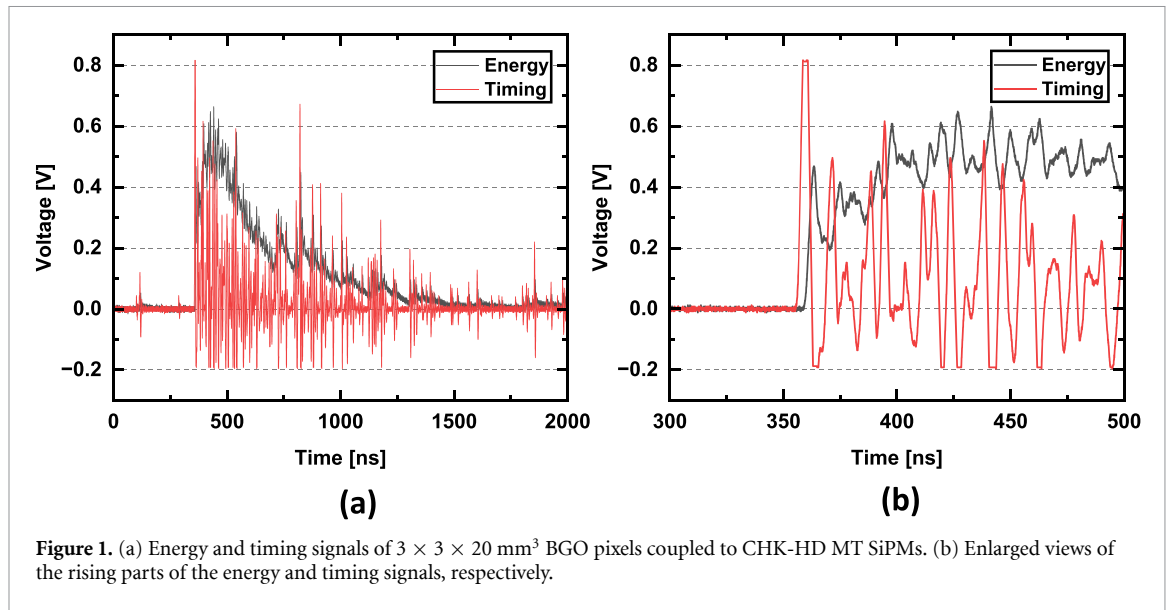 Energy
Timing
0.8
0.6
0.4
0.2
0.0
−0.2
Voltage [V]
0
500
1000
1500
2000
Time [ns]
(a)
Energy
Timing
0.8
0.6
0.4
0.2
0.0
−0.2
Voltage [V]
300
350
400
450
500
Time [ns]
(b)
Figure 1. (a) Energy and timing signals of 3 × 3 × 20 mm³ BGO pixels coupled to CHK-HD MT SiPMs. (b) Enlarged views of
the rising parts of the energy and timing signals, respectively.